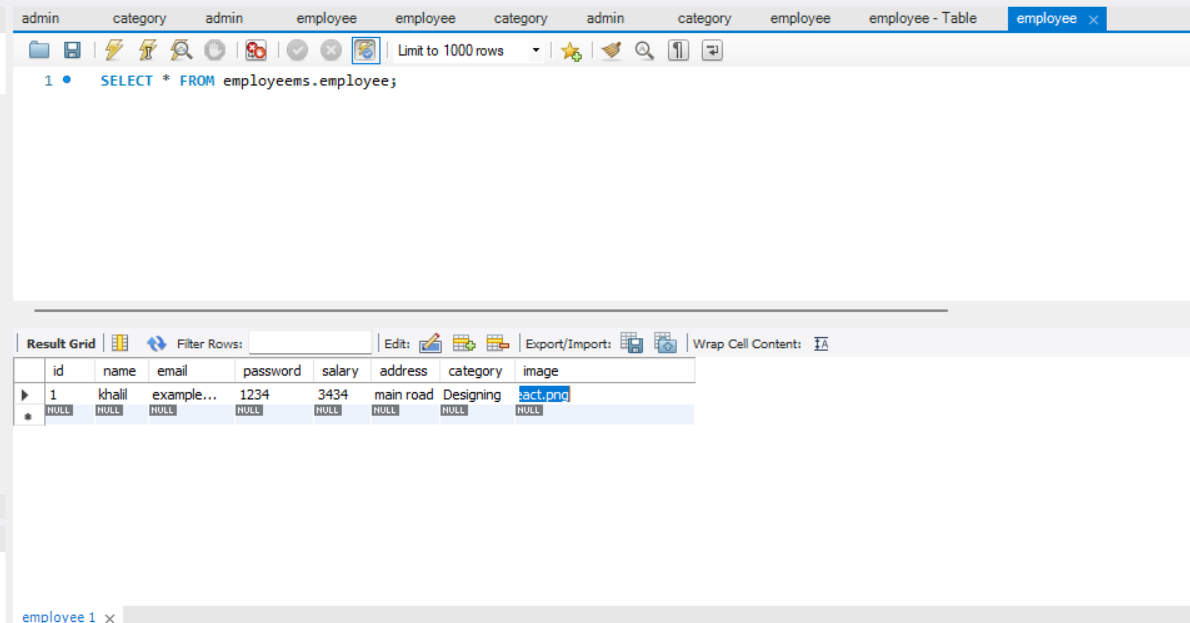 admin category admin employee employee category admin category employee employee - Table employee
Limit to 1000 rows
1 SELECT * FROM employeems.employee;
Result Grid Filter Rows: Edit: Export/Import: Wrap Cell Content:
id name email password salary address category image
1 khalil example... 1234 3434 main road Designing eact.png
NULL NULL NULL NULL NULL NULL NULL NULL
employee 1